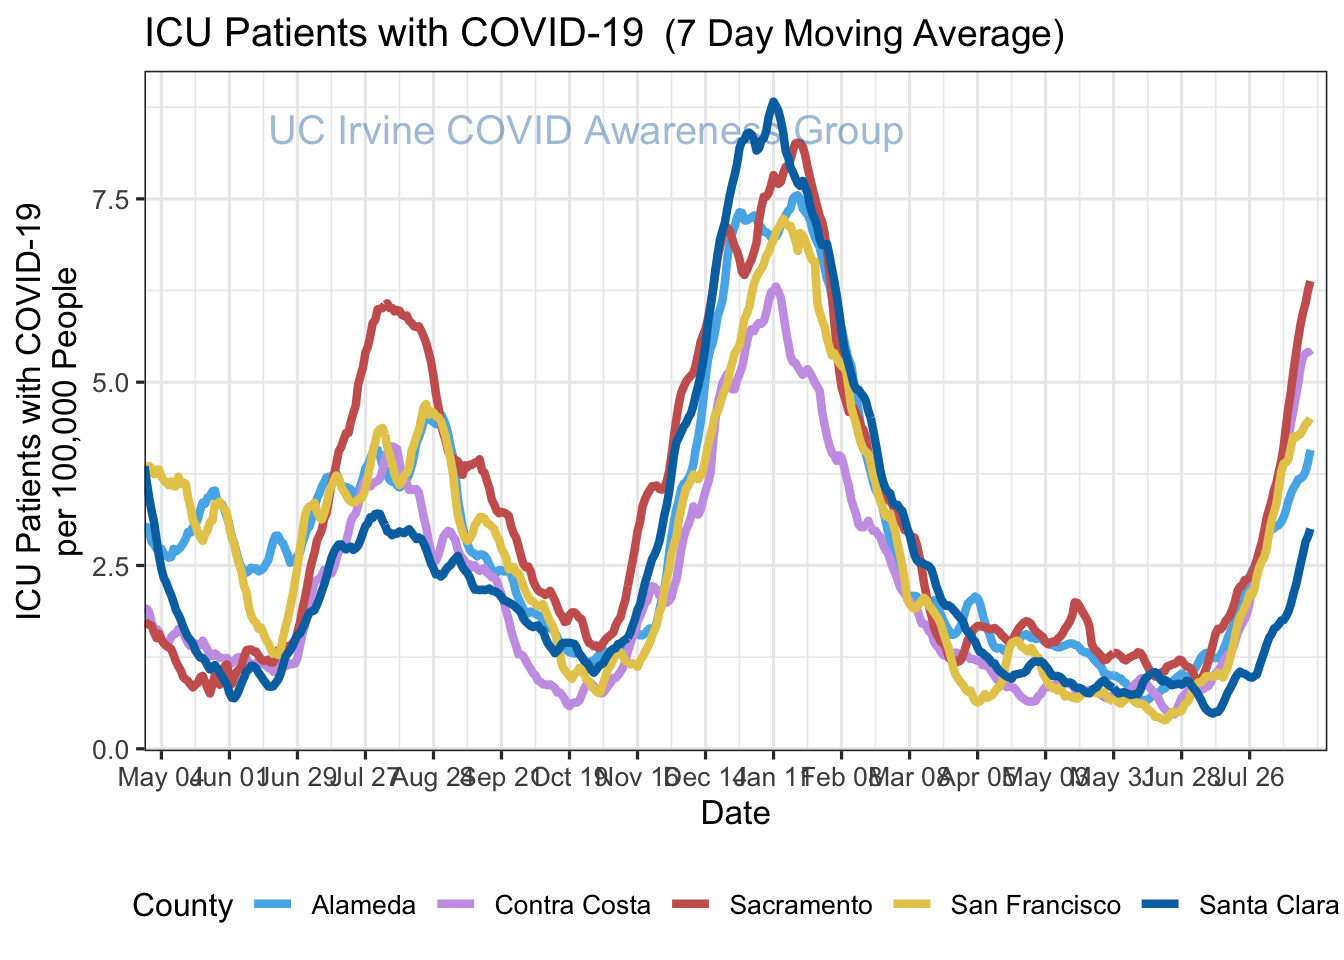 ICU Patients with COVID-19 (7 Day Moving Average)
UC Irvine COVID Awareness Group
ICU Patients with COVID-19
per 100,000 People
7.5
5.0
2.5
0.0
May 04 Jun 01 Jun 29 Jul 27 Aug 24 Sep 21 Oct 19 Nov 16 Dec 14 Jan 11 Feb 08 Mar 08 Apr 05 May 03 May 31 Jun 28 Jul 26
Date
County Alameda Contra Costa Sacramento San Francisco Santa Clara